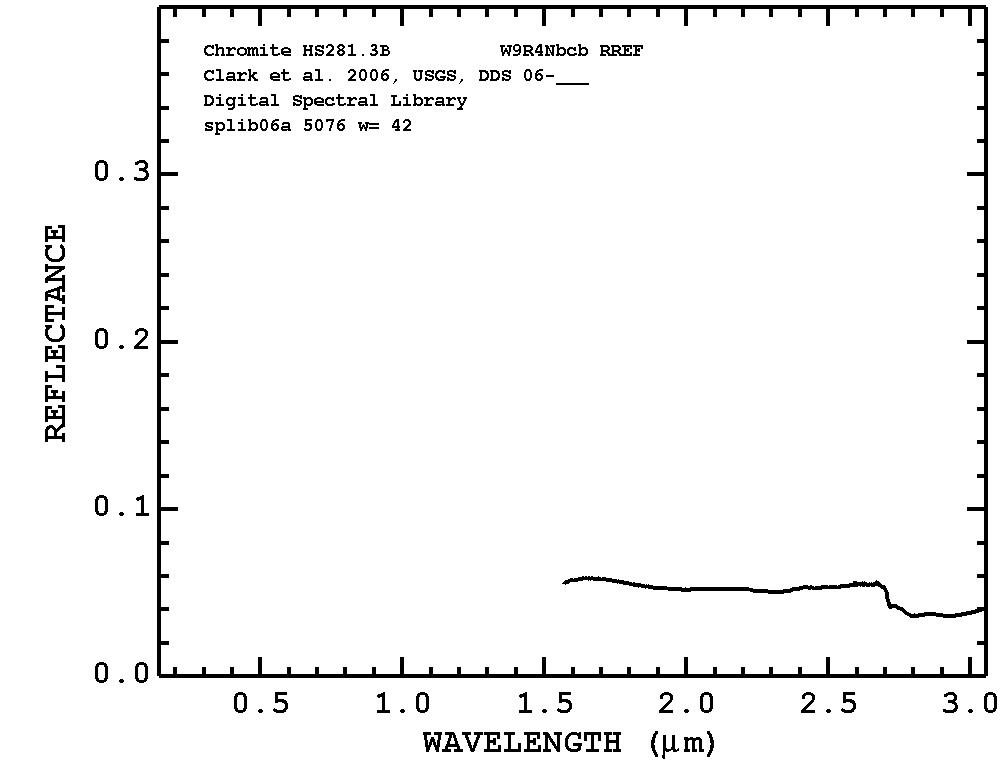 Chromite HS281.3B W9R4Nbcb RREF
Clark et al. 2006, USGS, DDS 06-___
Digital Spectral Library
splib06a 5076 w= 42
REFLECTANCE
0.3
0.2
0.1
0.0
0.5 1.0 1.5 2.0 2.5 3.0
WAVELENGTH (μm)